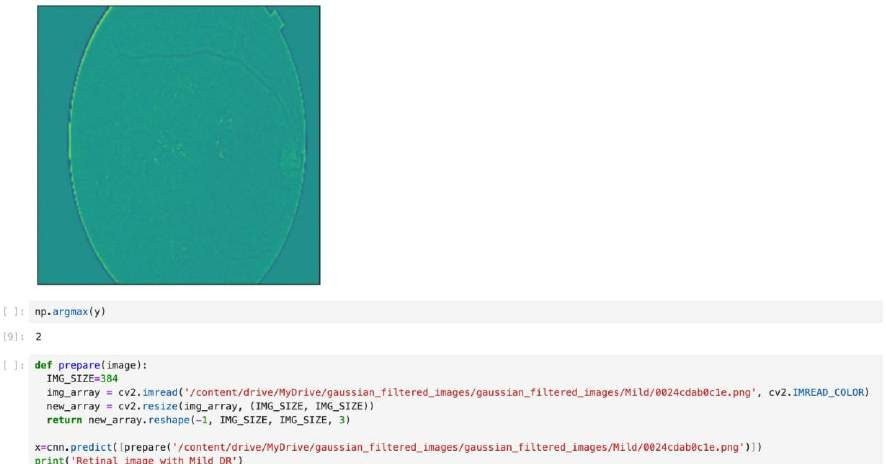 [ ]: np.argmax(y)
[9]: 2
[ ]: def prepare(image):
IMG_SIZE=384
img_array = cv2.imread('/content/drive/MyDrive/gaussian_filtered_images/gaussian_filtered_images/Mild/0024cdab0c1e.png', cv2.IMREAD_COLOR)
new_array = cv2.resize(img_array, (IMG_SIZE, IMG_SIZE))
return new_array.reshape(-1, IMG_SIZE, IMG_SIZE, 3)
x=cnn.predict([prepare('/content/drive/MyDrive/gaussian_filtered_images/gaussian_filtered_images/Mild/0024cdab0c1e.png')])
print('Retinal image with Mild DR')